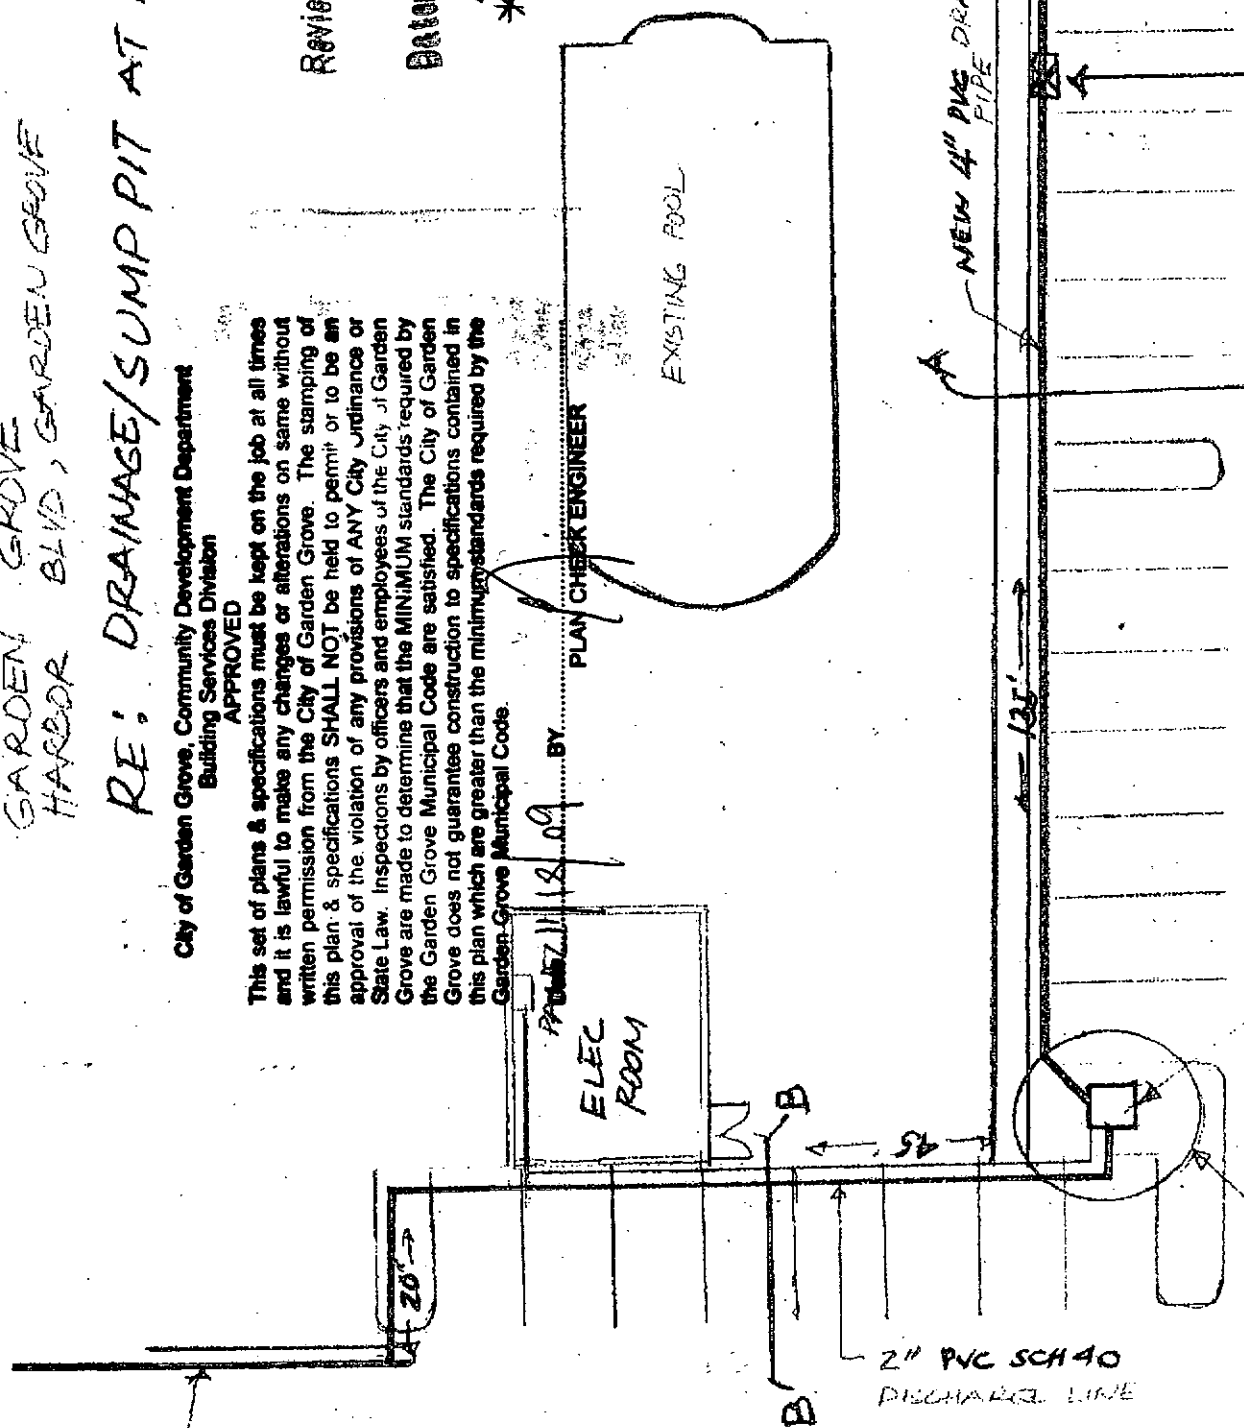 GARDEN GROVE
HARBOR BLVD, GARDEN GROVE
RE: DRAINAGE/SUMP PIT AT
City of Garden Grove, Community Development Department
Building Services Division
APPROVED
This set of plans & specifications must be kept on the job at all times
and it is lawful to make any changes or alterations on same without
written permission from the City of Garden Grove. The stamping of
this plan & specifications SHALL NOT be held to permit or to be an
approval of the violation of any provisions of ANY City Ordinance or
State Law. Inspections by officers and employees of the City of Garden
Grove are made to determine that the MINIMUM standards required by
the Garden Grove Municipal Code are satisfied. The City of Garden
Grove does not guarantee construction to specifications contained in
this plan which are greater than the minimum standards required by the
Garden Grove Municipal Code.
11/18/09 BY
PLAN CHECK ENGINEER
Review
Date
*
EXISTING POOL
NEW 4" PVC DRA
PIPE
A
A
135'
ELEC
ROOM
B
B
45'
20'
2" PVC SCH 40
DISCHARGE LINE